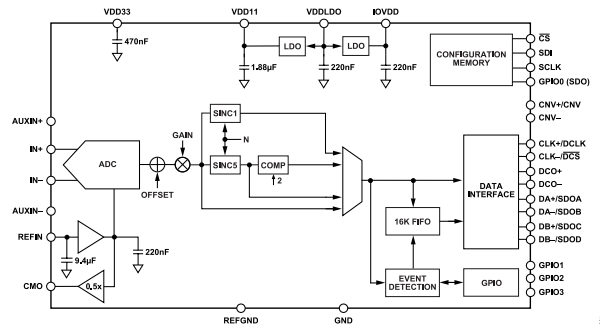 VDD33
VDD11
VDDLDO
IOVDD
470nF
LDO
LDO
1.88µF
220nF
220nF
CONFIGURATION
MEMORY
CS
SDI
SCLK
GPIO0 (SDO)
CNV+/CNV
CNV–
AUXIN+
IN+
IN–
AUXIN–
REFIN
CMO
ADC
OFFSET
GAIN
SINC1
N
SINC5
COMP
2
9.4µF
220nF
0.5x
16K FIFO
EVENT
DETECTION
GPIO
DATA
INTERFACE
CLK+/DCLK
CLK–/DCS
DCO+
DCO–
DA+/SDOA
DA–/SDOB
DB+/SDOC
DB–/SDOD
GPIO1
GPIO2
GPIO3
REFGND
GND